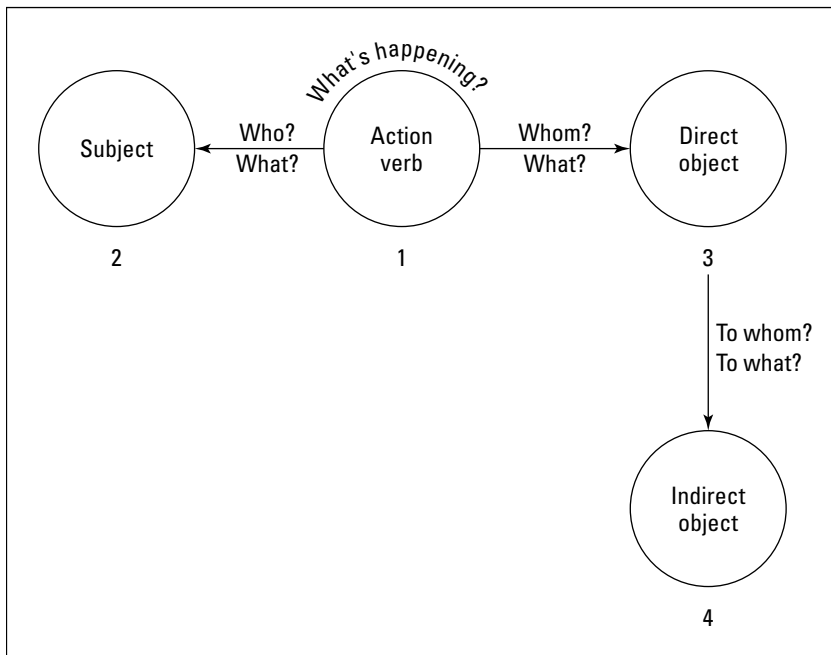 What's happening?
Subject
Who?
What?
Action
verb
Whom?
What?
Direct
object
2
1
3
To whom?
To what?
Indirect
object
4